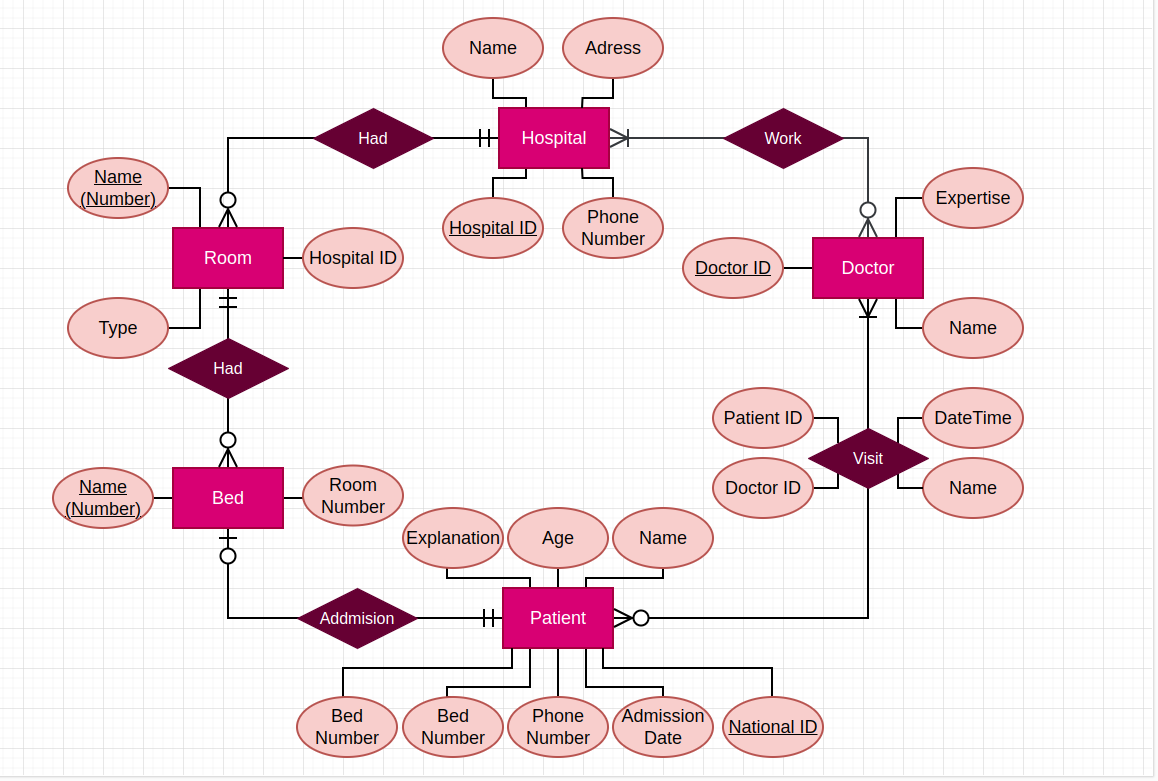 Name
Adress
Had
Hospital
Work
Name
(Number)
Expertise
Hospital ID
Phone
Number
Room
Hospital ID
Doctor ID
Doctor
Type
Name
Had
Patient ID
DateTime
Visit
Name
(Number)
Bed
Room
Number
Doctor ID
Name
Explanation
Age
Name
Addmision
Patient
Bed
Number
Bed
Number
Phone
Number
Admission
Date
National ID